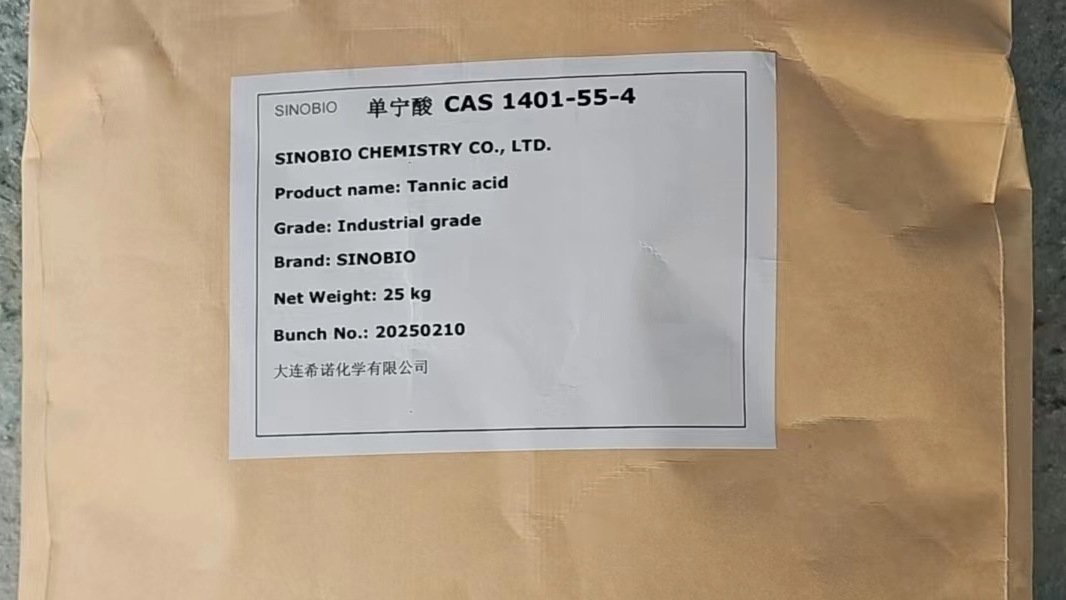 SINOBIO 单宁酸 CAS 1401-55-4
SINOBIO CHEMISTRY CO., LTD.
Product name: Tannic acid
Grade: Industrial grade
Brand: SINOBIO
Net Weight: 25 kg
Bunch No.: 20250210
大连希诺化学有限公司